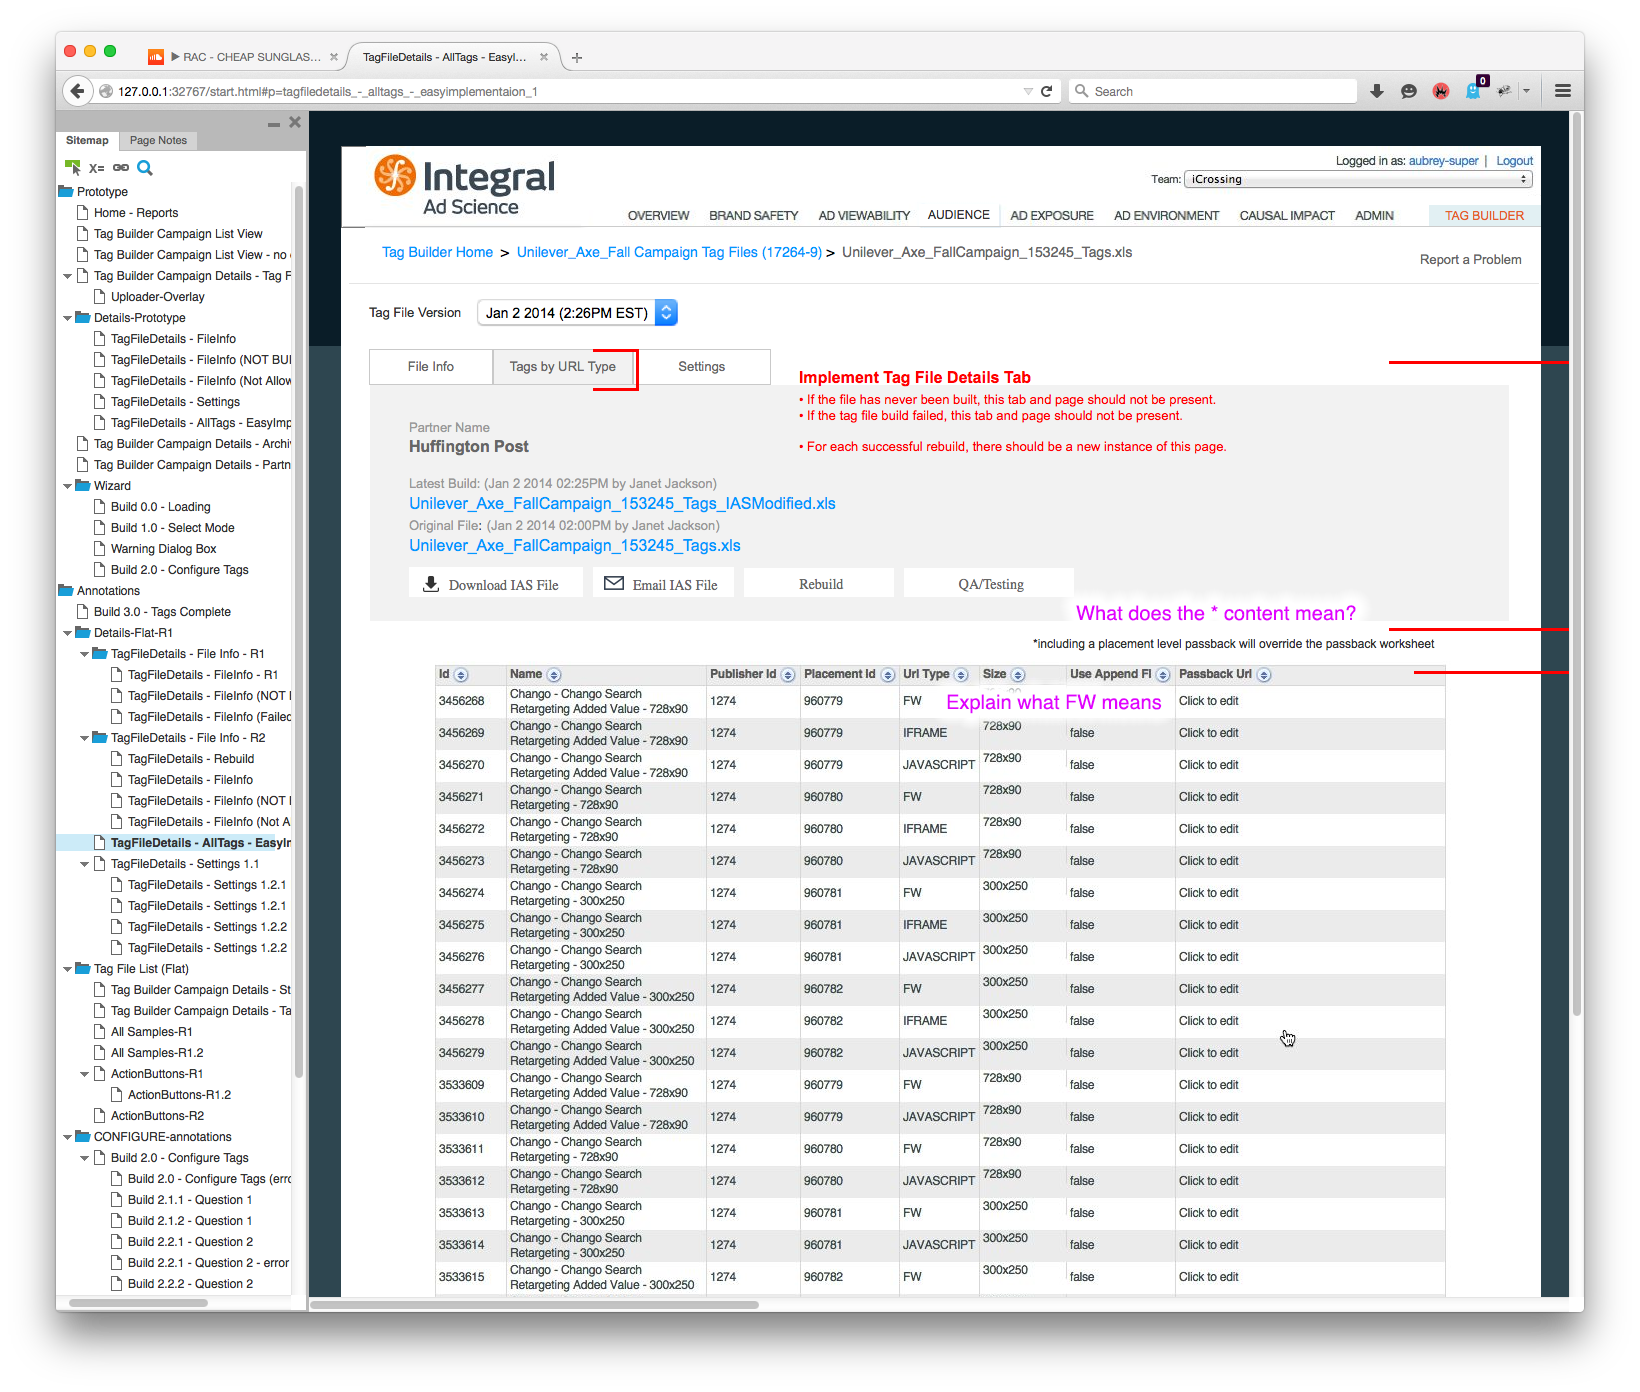 RAC - CHEAP SUNGLAS...
TagFileDetails - AllTags - EasyI...
127.0.0.1:32767/start.html#p=tagfiledetails_-_alltags_-_easyimplementaion_1
Search
0
Sitemap
Page Notes
X=
Prototype
Home - Reports
Tag Builder Campaign List View
Tag Builder Campaign List View - no
Tag Builder Campaign Details - Tag F
Uploader-Overlay
Details-Prototype
TagFileDetails - FileInfo
TagFileDetails - FileInfo (NOT BUI
TagFileDetails - FileInfo (Not Allow
TagFileDetails - Settings
TagFileDetails - AllTags - EasyImp
Tag Builder Campaign Details - Archi
Tag Builder Campaign Details - Partn
Wizard
Build 0.0 - Loading
Build 1.0 - Select Mode
Warning Dialog Box
Build 2.0 - Configure Tags
Annotations
Build 3.0 - Tags Complete
Details-Flat-R1
TagFileDetails - File Info - R1
TagFileDetails - FileInfo - R1
TagFileDetails - FileInfo (NOT I
TagFileDetails - FileInfo (Failed
TagFileDetails - File Info - R2
TagFileDetails - Rebuild
TagFileDetails - FileInfo
TagFileDetails - FileInfo (NOT I
TagFileDetails - FileInfo (Not A
TagFileDetails - AllTags - EasyIm
TagFileDetails - Settings 1.1
TagFileDetails - Settings 1.2.1
TagFileDetails - Settings 1.2.1
TagFileDetails - Settings 1.2.2
TagFileDetails - Settings 1.2.2
Tag File List (Flat)
Tag Builder Campaign Details - St
Tag Builder Campaign Details - Ta
All Samples-R1
All Samples-R1.2
ActionButtons-R1
ActionButtons-R1.2
ActionButtons-R2
CONFIGURE-annotations
Build 2.0 - Configure Tags
Build 2.0 - Configure Tags (erro
Build 2.1.1 - Question 1
Build 2.1.2 - Question 1
Build 2.2.1 - Question 2
Build 2.2.1 - Question 2 - error
Build 2.2.2 - Question 2
Integral
Ad Science
Logged in as: aubrey-super | Logout
Team: iCrossing
OVERVIEW BRAND SAFETY AD VIEWABILITY AUDIENCE AD EXPOSURE AD ENVIRONMENT CAUSAL IMPACT ADMIN TAG BUILDER
Tag Builder Home > Unilever_Axe_Fall Campaign Tag Files (17264-9) > Unilever_Axe_FallCampaign_153245_Tags.xls
Report a Problem
Tag File Version Jan 2 2014 (2:26PM EST)
File Info Tags by URL Type Settings
Implement Tag File Details Tab
• If the file has never been built, this tab and page should not be present.
• If the tag file build failed, this tab and page should not be present.
• For each successful rebuild, there should be a new instance of this page.
Partner Name
Huffington Post
Latest Build: (Jan 2 2014 02:25PM by Janet Jackson)
Unilever_Axe_FallCampaign_153245_Tags_IASModified.xls
Original File: (Jan 2 2014 02:00PM by Janet Jackson)
Unilever_Axe_FallCampaign_153245_Tags.xls
Download IAS File Email IAS File Rebuild QA/Testing
What does the * content mean?
*including a placement level passback will override the passback worksheet
Id Name Publisher Id Placement Id Url Type Size Use Append Fl Passback Url
Explain what FW means
3456268 Chango - Change Search Retargeting Added Value - 728x90 1274 960779 FW Click to edit
3456269 Chango - Change Search Retargeting Added Value - 728x90 1274 960779 IFRAME 728x90 false Click to edit
3456270 Chango - Change Search Retargeting Added Value - 728x90 1274 960779 JAVASCRIPT 728x90 false Click to edit
3456271 Chango - Change Search Retargeting - 728x90 1274 960780 FW 728x90 false Click to edit
3456272 Chango - Change Search Retargeting - 728x90 1274 960780 IFRAME 728x90 false Click to edit
3456273 Chango - Change Search Retargeting - 728x90 1274 960780 JAVASCRIPT 728x90 false Click to edit
3456274 Chango - Change Search Retargeting - 300x250 1274 960781 FW 300x250 false Click to edit
3456275 Chango - Change Search Retargeting - 300x250 1274 960781 IFRAME 300x250 false Click to edit
3456276 Chango - Change Search Retargeting - 300x250 1274 960781 JAVASCRIPT 300x250 false Click to edit
3456277 Chango - Change Search Retargeting Added Value - 300x250 1274 960782 FW 300x250 false Click to edit
3456278 Chango - Change Search Retargeting Added Value - 300x250 1274 960782 IFRAME 300x250 false Click to edit
3456279 Chango - Change Search Retargeting Added Value - 300x250 1274 960782 JAVASCRIPT 300x250 false Click to edit
3533609 Chango - Change Search Retargeting Added Value - 728x90 1274 960779 FW 728x90 false Click to edit
3533610 Chango - Change Search Retargeting Added Value - 728x90 1274 960779 JAVASCRIPT 728x90 false Click to edit
3533611 Chango - Change Search Retargeting - 728x90 1274 960780 FW 728x90 false Click to edit
3533612 Chango - Change Search Retargeting - 728x90 1274 960780 JAVASCRIPT 728x90 false Click to edit
3533613 Chango - Change Search Retargeting - 300x250 1274 960781 FW 300x250 false Click to edit
3533614 Chango - Change Search Retargeting - 300x250 1274 960781 JAVASCRIPT 300x250 false Click to edit
3533615 Chango - Change Search Retargeting Added Value - 300x250 1274 960782 FW 300x250 false Click to edit